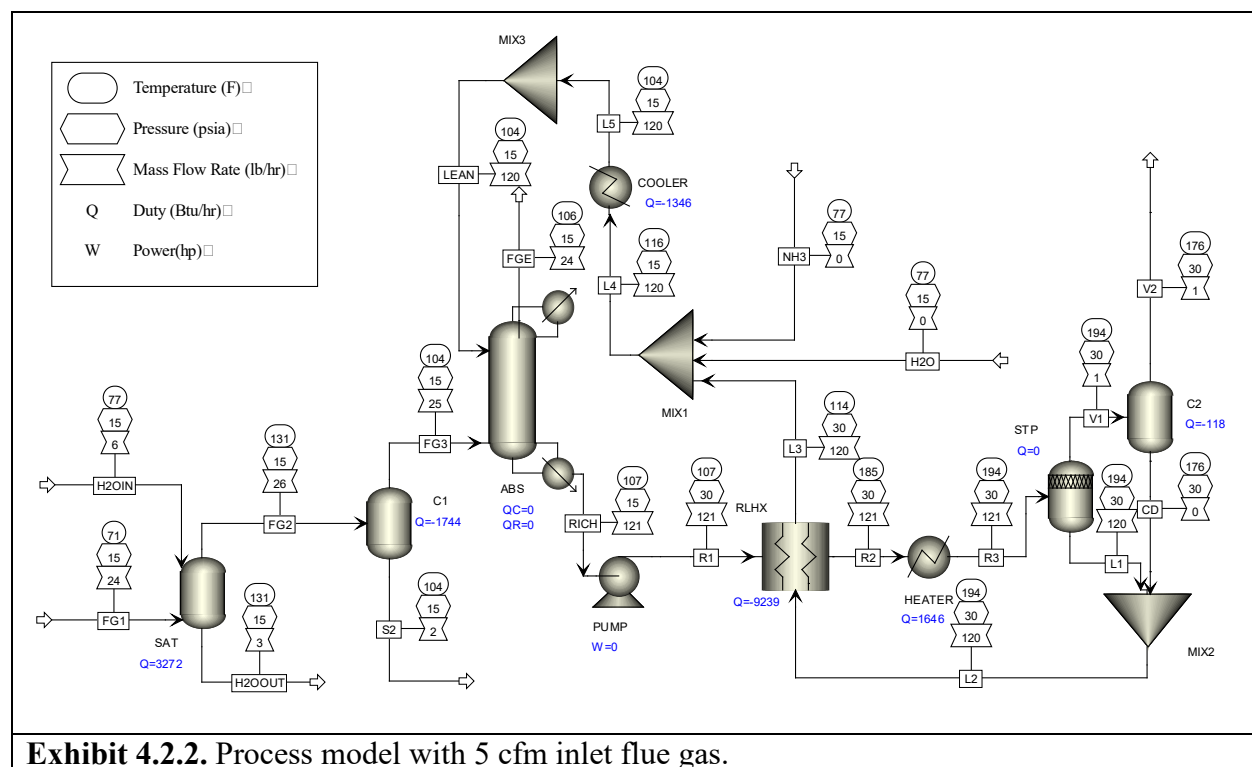 MIX3
Temperature (F)□
Pressure (psia)□
Mass Flow Rate (lb/hr)□
Q Duty (Btu/hr)□
W Power(hp)□
104
15
120
L5
104
15
120
LEAN
COOLER
Q=-1346
106
15
24
FGE
116
15
120
L4
77
15
0
NH3
77
15
0
H2O
176
30
1
V2
MIX1
194
30
1
V1
C2
Q=-118
104
15
25
FG3
ABS
QC=0
QR=0
77
15
6
H2OIN
131
15
26
FG2
C1
Q=-1744
71
15
24
FG1
SAT
Q=3272
131
15
3
H2OOUT
104
15
2
S2
107
15
121
RICH
PUMP
W=0
107
30
121
R1
RLHX
Q=-9239
114
30
120
L3
185
30
121
R2
HEATER
Q=1646
194
30
121
R3
STP
Q=0
194
30
120
L1
176
30
0
CD
194
30
120
L2
MIX2
Exhibit 4.2.2. Process model with 5 cfm inlet flue gas.